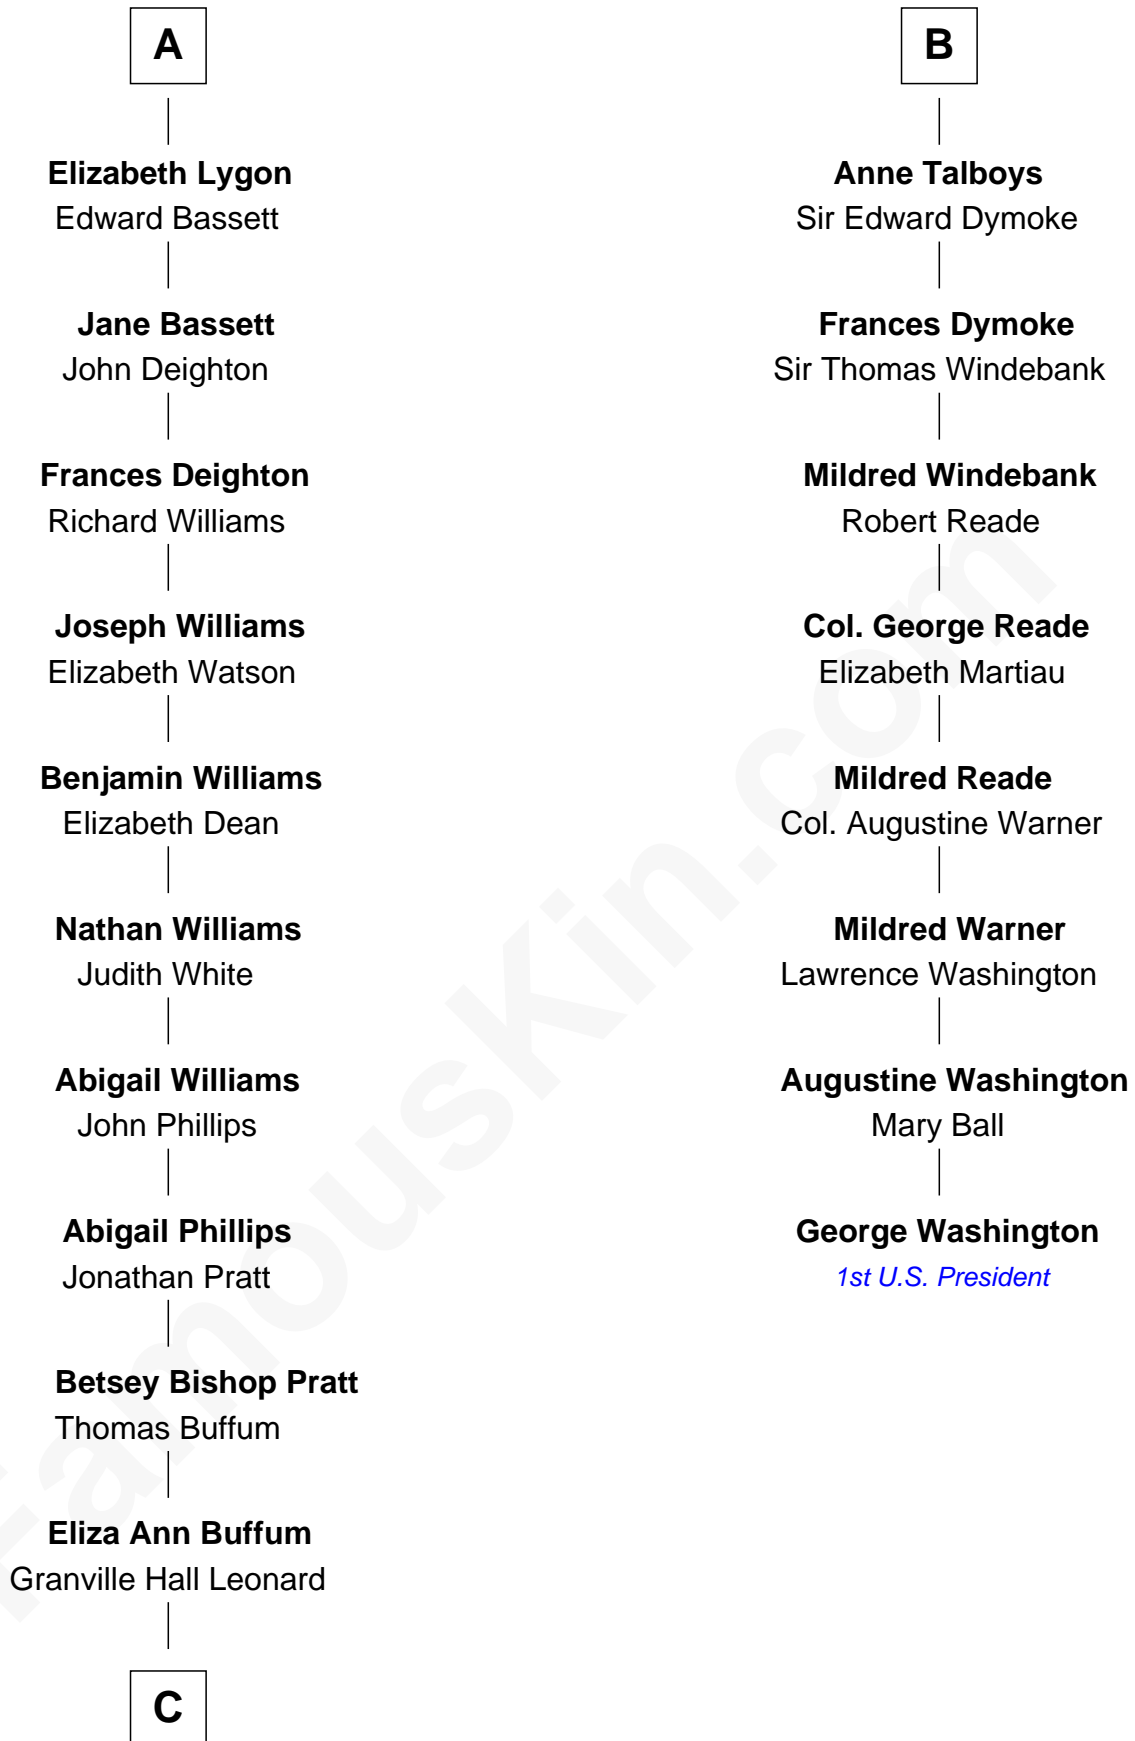 A
Elizabeth Lygon
Edward Bassett
Jane Bassett
John Deighton
Frances Deighton
Richard Williams
Joseph Williams
Elizabeth Watson
Benjamin Williams
Elizabeth Dean
Nathan Williams
Judith White
Abigail Williams
John Phillips
Abigail Phillips
Jonathan Pratt
Betsey Bishop Pratt
Thomas Buffum
Eliza Ann Buffum
Granville Hall Leonard
C
B
Anne Talboys
Sir Edward Dymoke
Frances Dymoke
Sir Thomas Windebank
Mildred Windebank
Robert Reade
Col. George Reade
Elizabeth Martiau
Mildred Reade
Col. Augustine Warner
Mildred Warner
Lawrence Washington
Augustine Washington
Mary Ball
George Washington
1st U.S. President
FamousKin.com